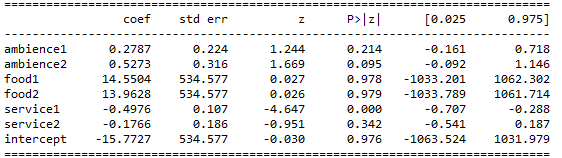 coef std err z P>|z| [0.025 0.975]
ambience1 0.2787 0.224 1.244 0.214 -0.161 0.718
ambience2 0.5273 0.316 1.669 0.095 -0.092 1.146
food1 14.5504 534.577 0.027 0.978 -1033.201 1062.302
food2 13.9628 534.577 0.026 0.979 -1033.789 1061.714
service1 -0.4976 0.107 -4.647 0.000 -0.707 -0.288
service2 -0.1766 0.186 -0.951 0.342 -0.541 0.187
intercept -15.7727 534.577 -0.030 0.976 -1063.524 1031.979